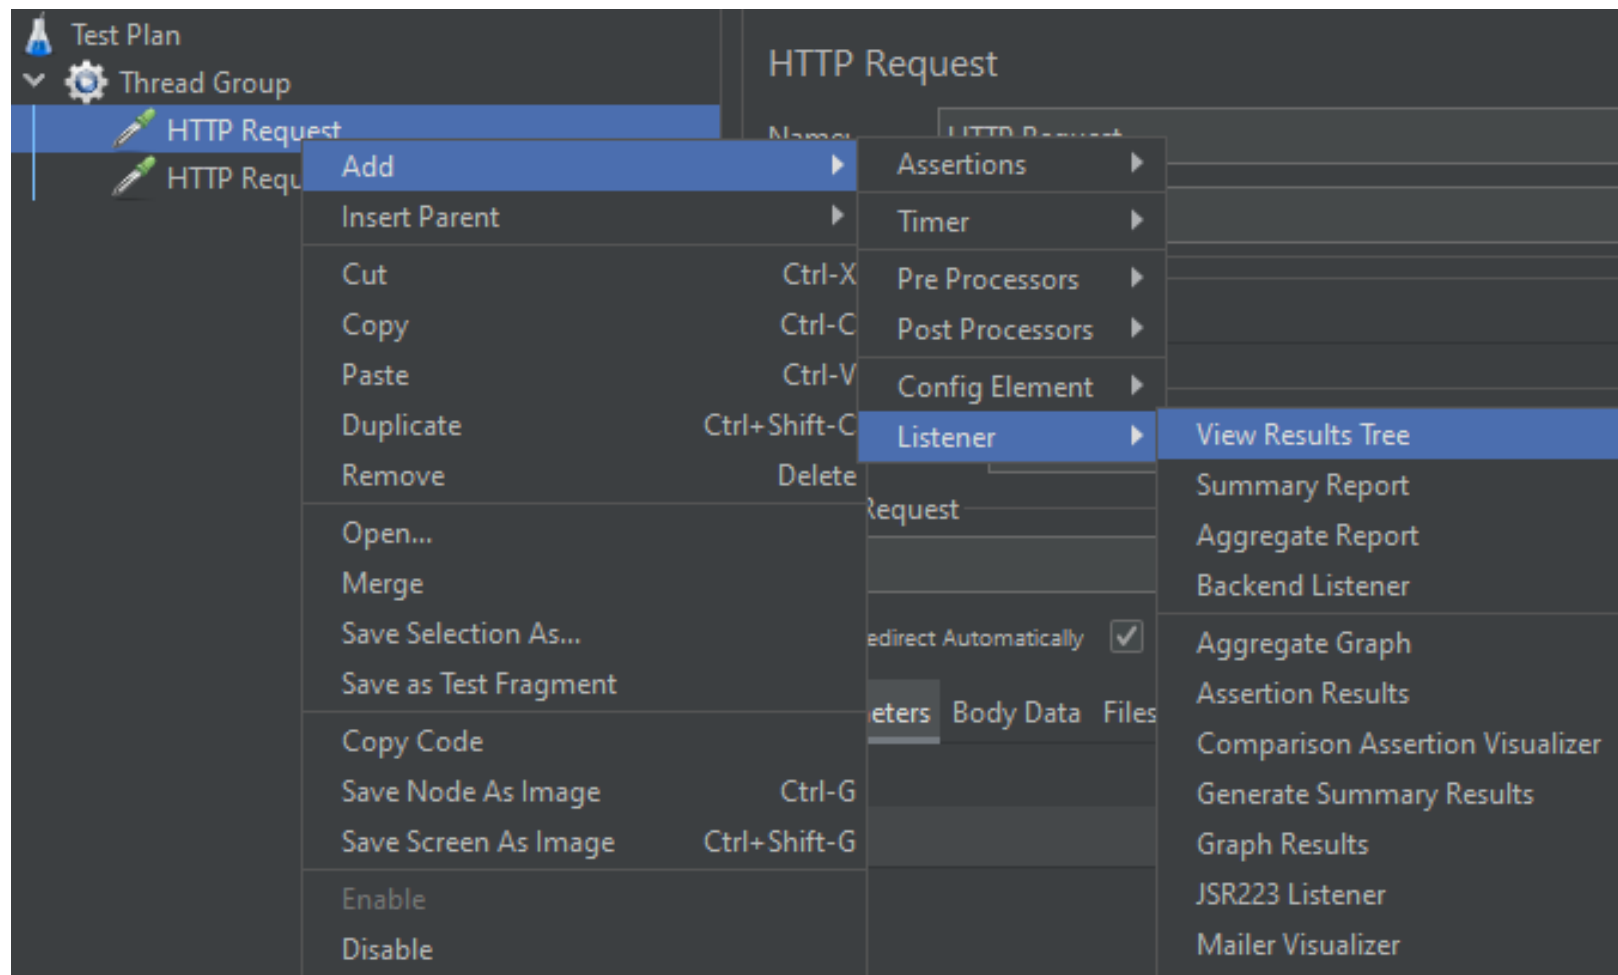 Test Plan
Thread Group
HTTP Request
HTTP Requ
HTTP Request
Name:
HTTP Request
Add
Insert Parent
Cut Ctrl-X
Copy Ctrl-C
Paste Ctrl-V
Duplicate Ctrl+Shift-C
Remove Delete
Open...
Merge
Save Selection As...
Save as Test Fragment
Copy Code
Save Node As Image Ctrl-G
Save Screen As Image Ctrl+Shift-G
Enable
Disable
Assertions
Timer
Pre Processors
Post Processors
Config Element
Listener
Request
edirect Automatically
eters Body Data Files
View Results Tree
Summary Report
Aggregate Report
Backend Listener
Aggregate Graph
Assertion Results
Comparison Assertion Visualizer
Generate Summary Results
Graph Results
JSR223 Listener
Mailer Visualizer